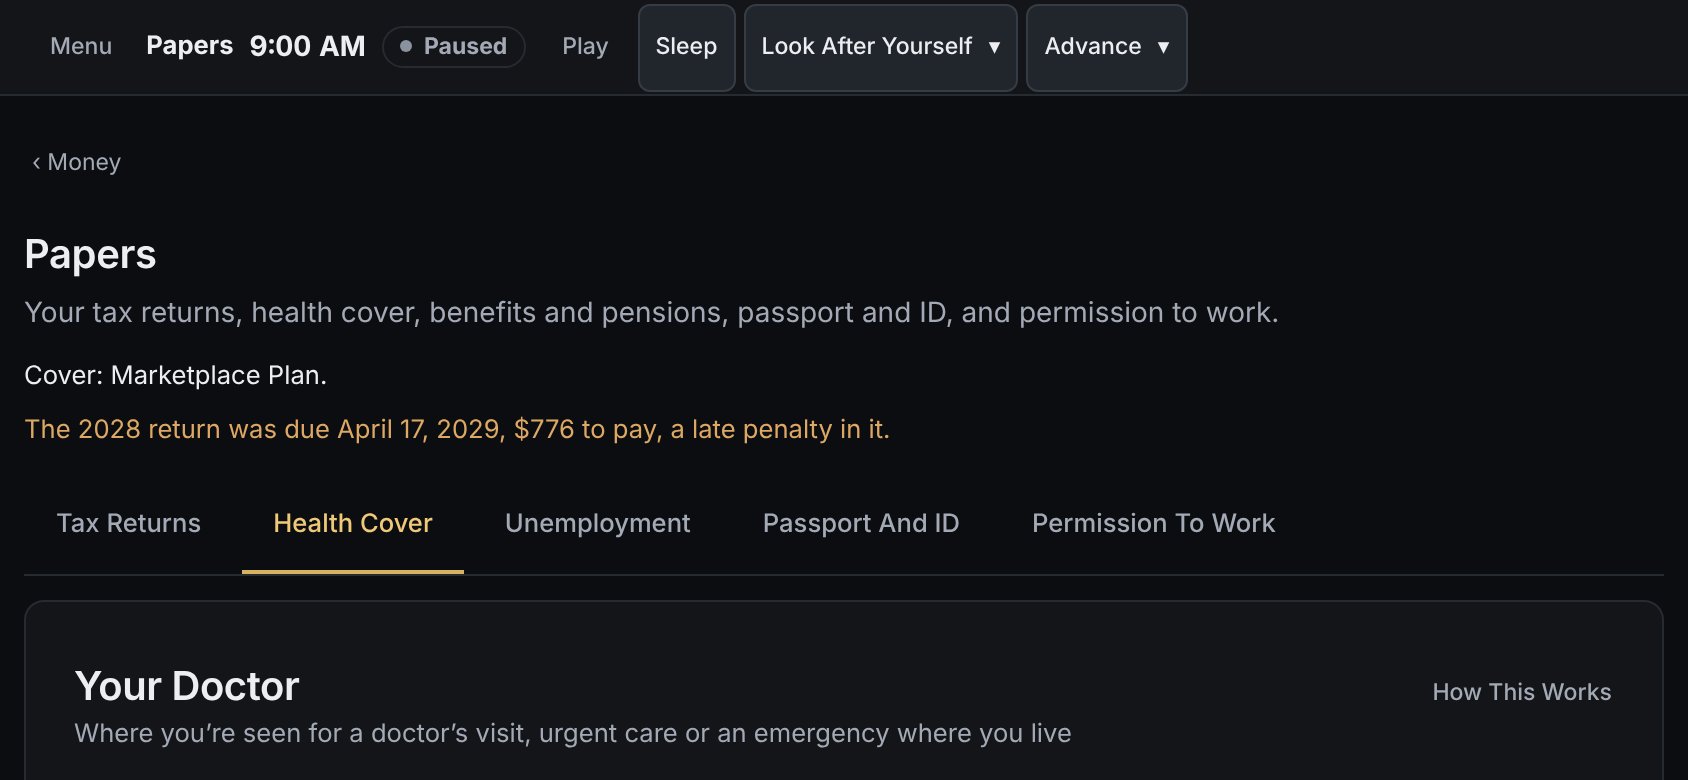 Menu Papers 9:00 AM Paused Play Sleep Look After Yourself ▼ Advance ▼
‹ Money
Papers
Your tax returns, health cover, benefits and pensions, passport and ID, and permission to work.
Cover: Marketplace Plan.
The 2028 return was due April 17, 2029, $776 to pay, a late penalty in it.
Tax Returns Health Cover Unemployment Passport And ID Permission To Work
Your Doctor
How This Works
Where you’re seen for a doctor’s visit, urgent care or an emergency where you live